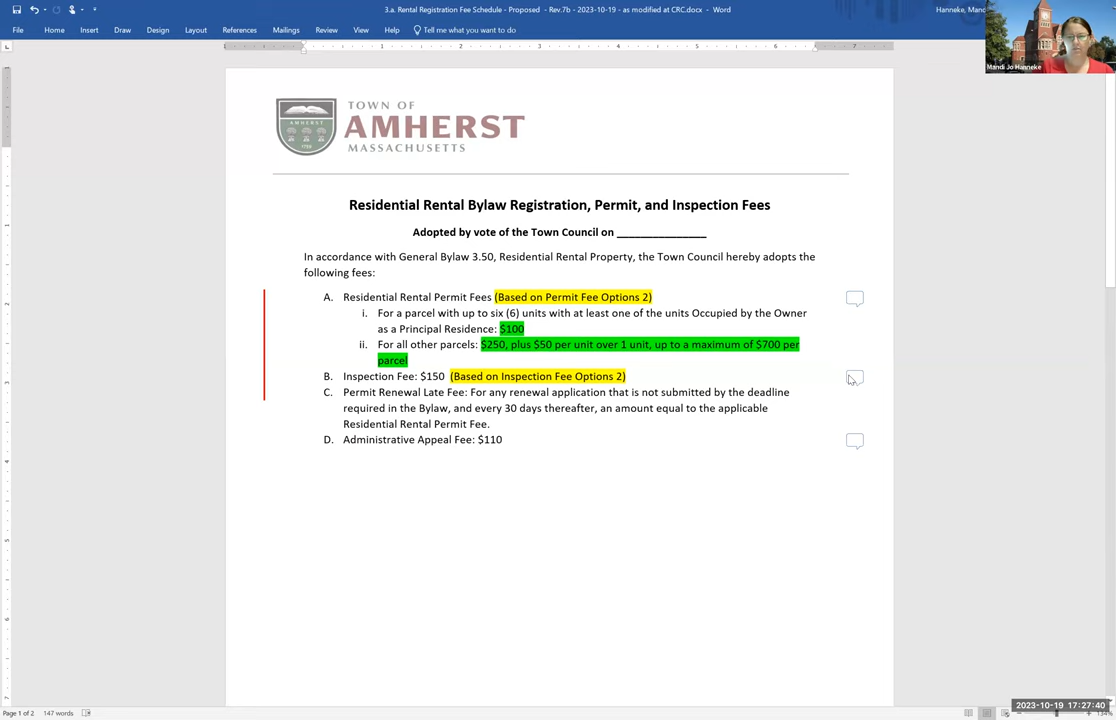 3.a. Rental Registration Fee Schedule - Proposed - Rev.7b - 2023-10-19 - as modified at CRC.docx - Word
Hanneke, Mand
File Home Insert Draw Design Layout References Mailings Review View Help Tell me what you want to do
Mandi Jo Hanneke
TOWN OF
AMHERST
MASSACHUSETTS
Residential Rental Bylaw Registration, Permit, and Inspection Fees
Adopted by vote of the Town Council on _______________
In accordance with General Bylaw 3.50, Residential Rental Property, the Town Council hereby adopts the
following fees:
A. Residential Rental Permit Fees (Based on Permit Fee Options 2)
i. For a parcel with up to six (6) units with at least one of the units Occupied by the Owner
as a Principal Residence: $100
ii. For all other parcels: $250, plus $50 per unit over 1 unit, up to a maximum of $700 per
parcel
B. Inspection Fee: $150 (Based on Inspection Fee Options 2)
C. Permit Renewal Late Fee: For any renewal application that is not submitted by the deadline
required in the Bylaw, and every 30 days thereafter, an amount equal to the applicable
Residential Rental Permit Fee.
D. Administrative Appeal Fee: $110
2023-10-19 17:27:40
Page 1 of 2 147 words